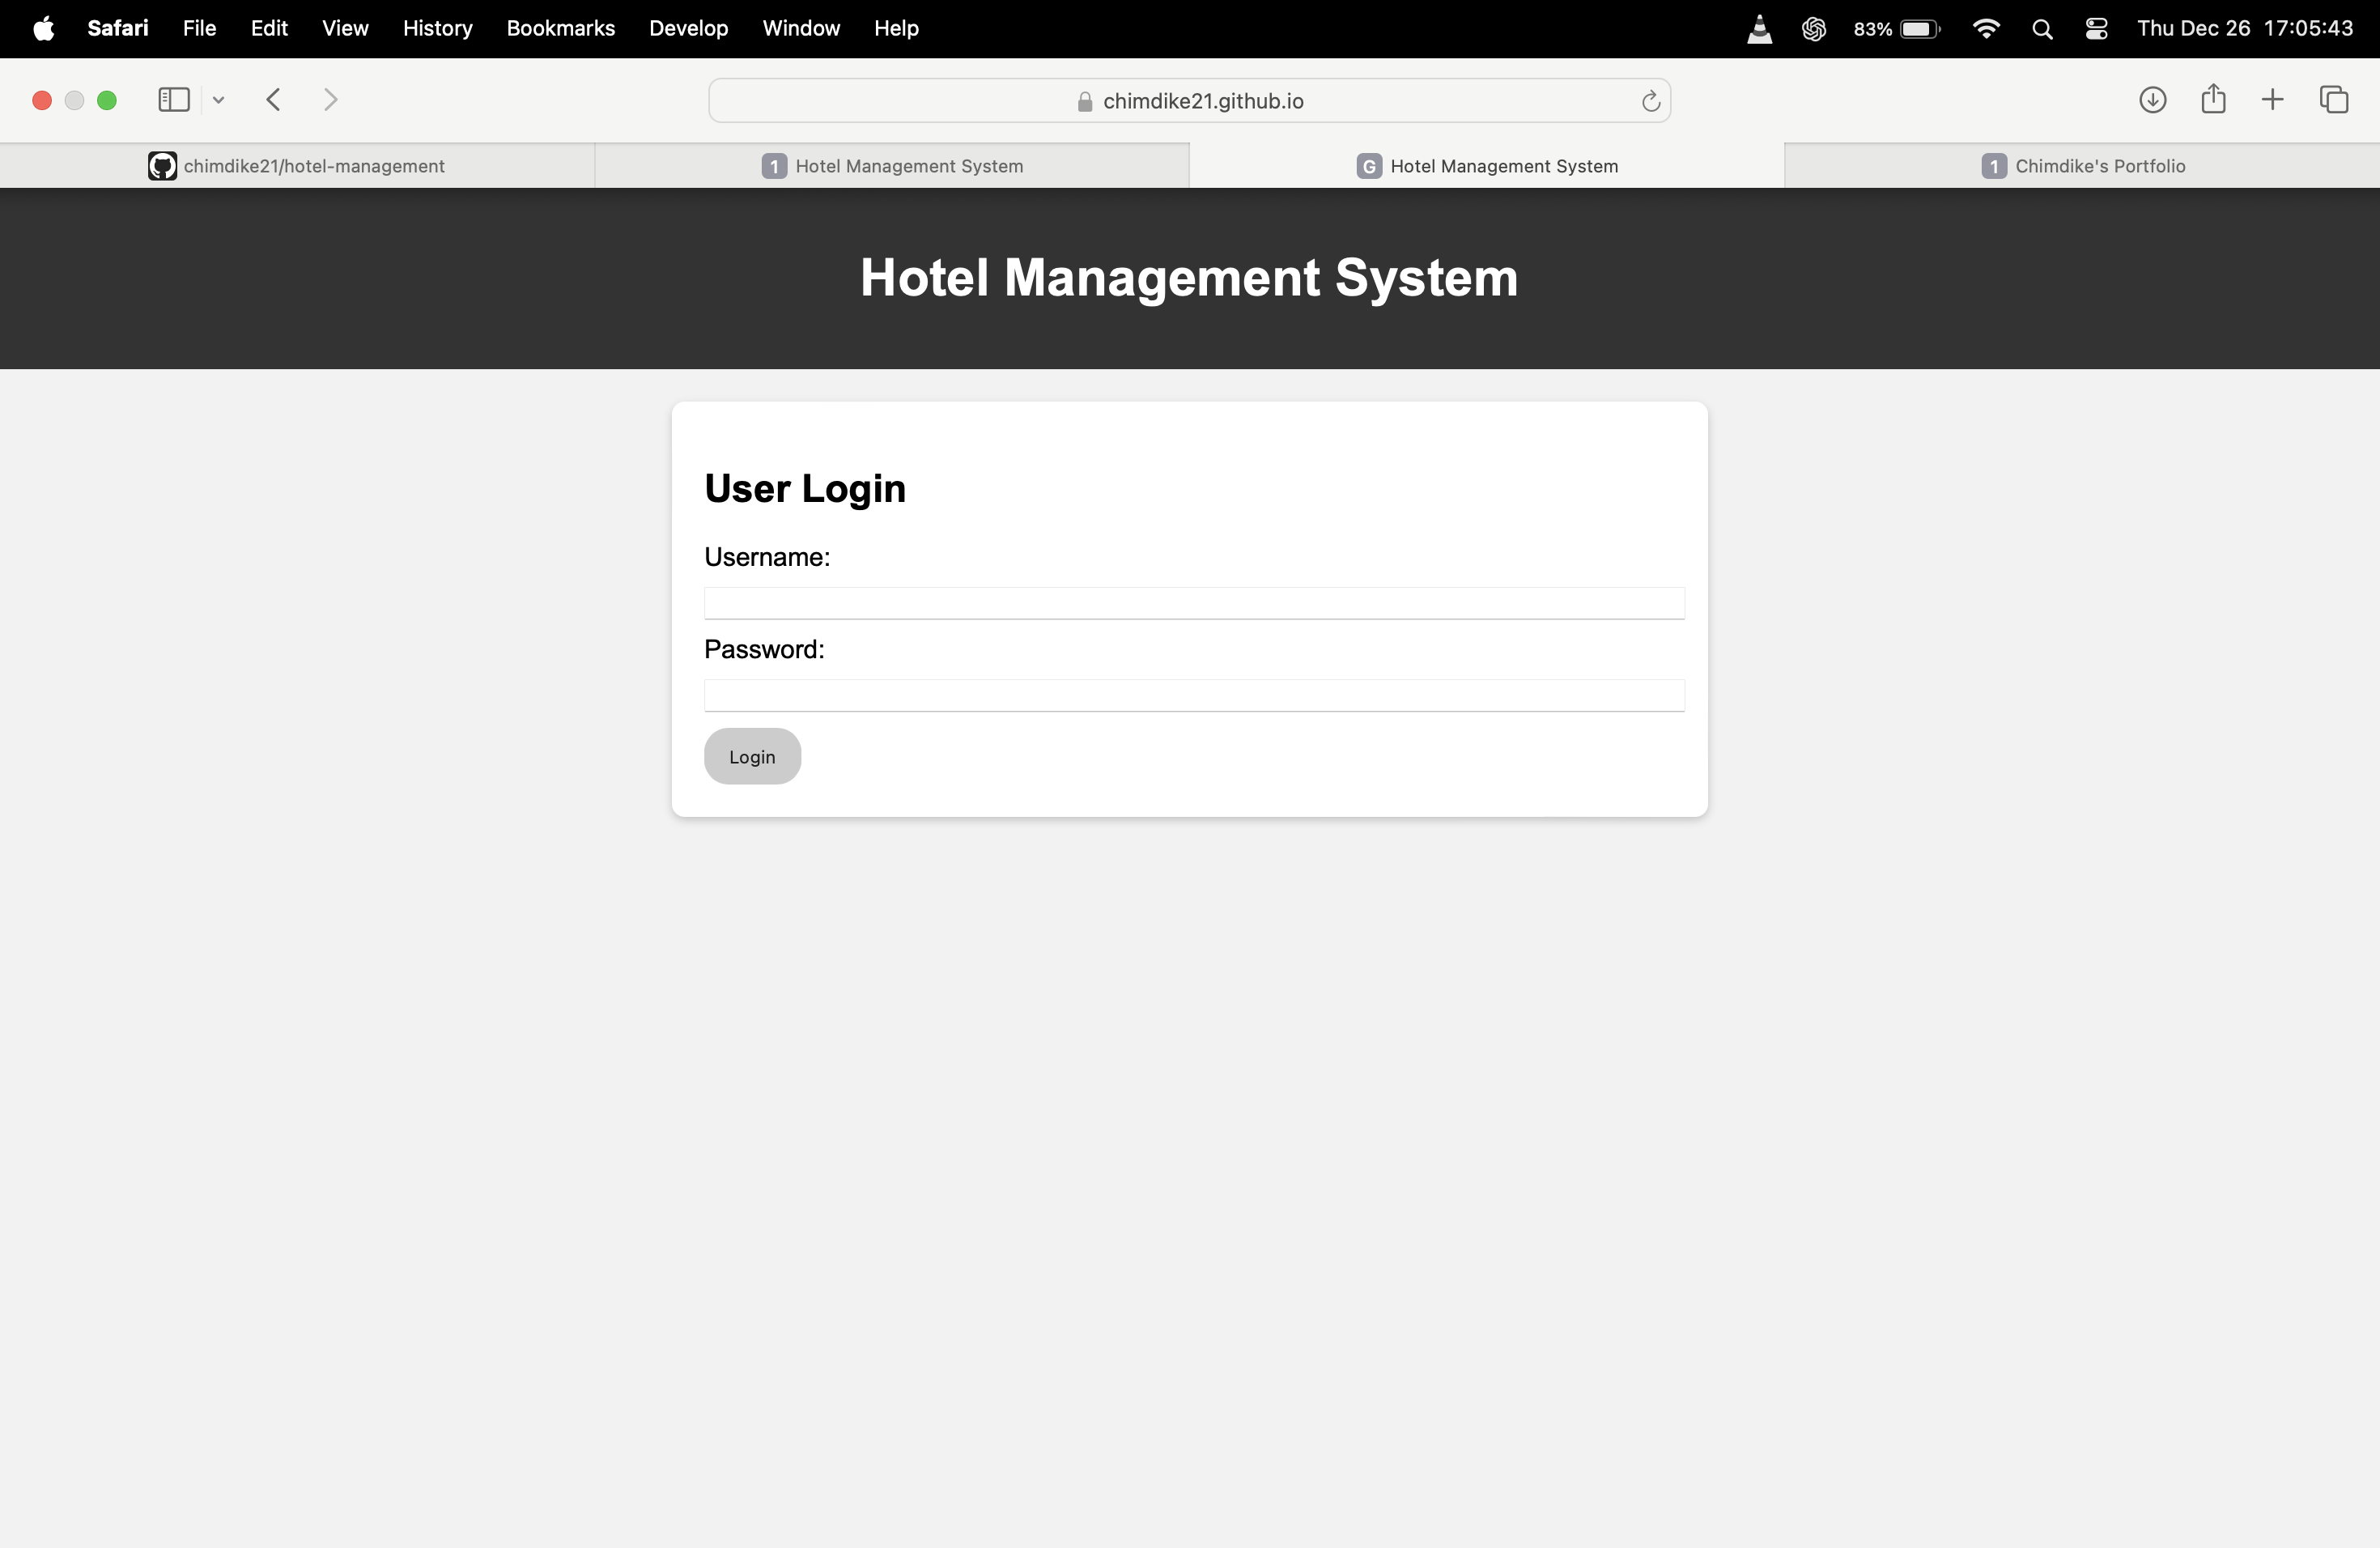 Safari File Edit View History Bookmarks Develop Window Help 83% Thu Dec 26 17:05:43
chimdike21.github.io
chimdike21/hotel-management 1 Hotel Management System G Hotel Management System 1 Chimdike's Portfolio
Hotel Management System
User Login
Username:
Password:
Login